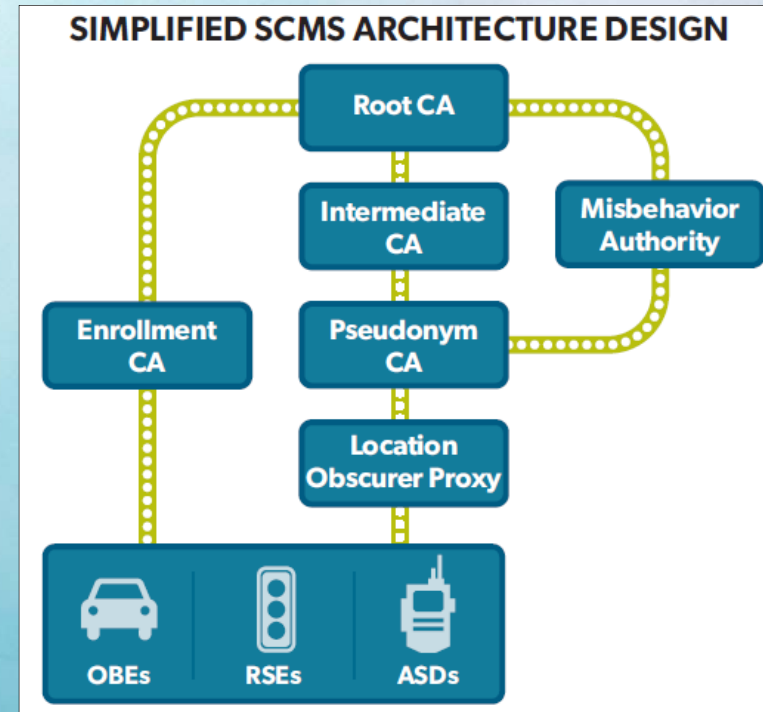 SIMPLIFIED SCMS ARCHITECTURE DESIGN
Root CA
Intermediate
CA
Misbehavior
Authority
Enrollment
CA
Pseudonym
CA
Location
Obscurer Proxy
OBEs
RSEs
ASDs